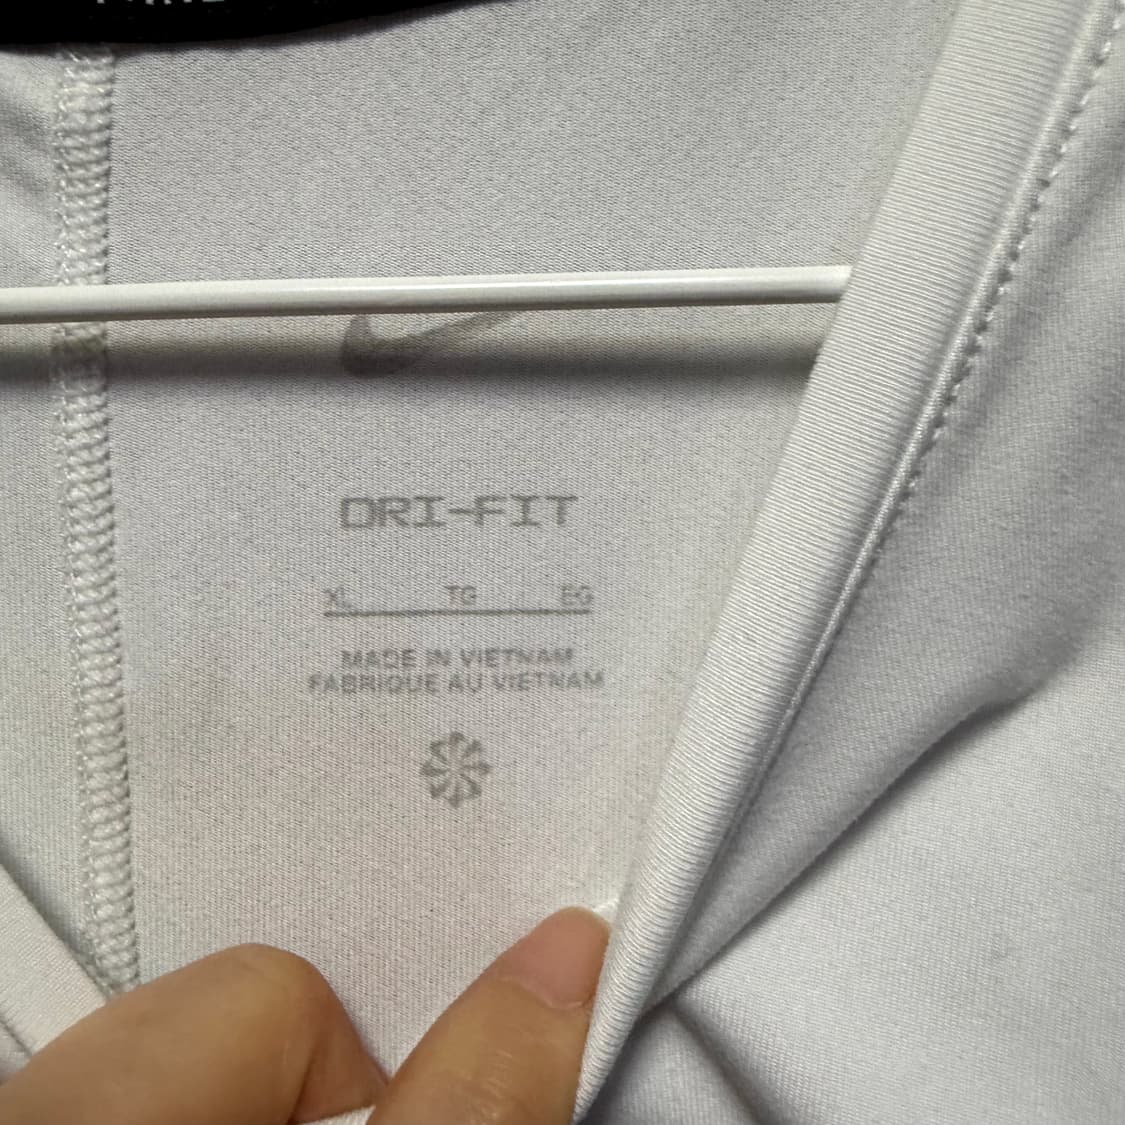 DRI-FIT
XL TG EG
MADE IN VIETNAM
FABRIQUE AU VIETNAM